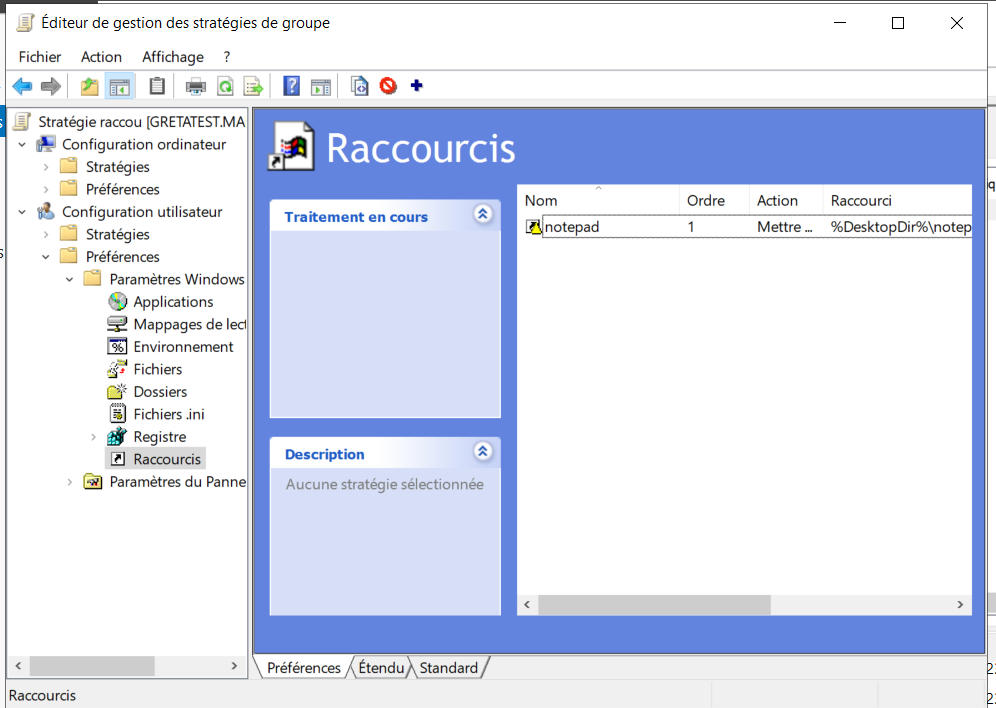 Éditeur de gestion des stratégies de groupe
Fichier Action Affichage ?
Stratégie raccou [GRETATEST.MA
Configuration ordinateur
Stratégies
Préférences
Configuration utilisateur
Stratégies
Préférences
Paramètres Windows
Applications
Mappages de lect
Environnement
Fichiers
Dossiers
Fichiers .ini
Registre
Raccourcis
Paramètres du Panne
Raccourcis
Traitement en cours
Description
Aucune stratégie sélectionnée
Nom Ordre Action Raccourci
notepad 1 Mettre ... %DesktopDir%\notep
Préférences Étendu Standard
Raccourcis